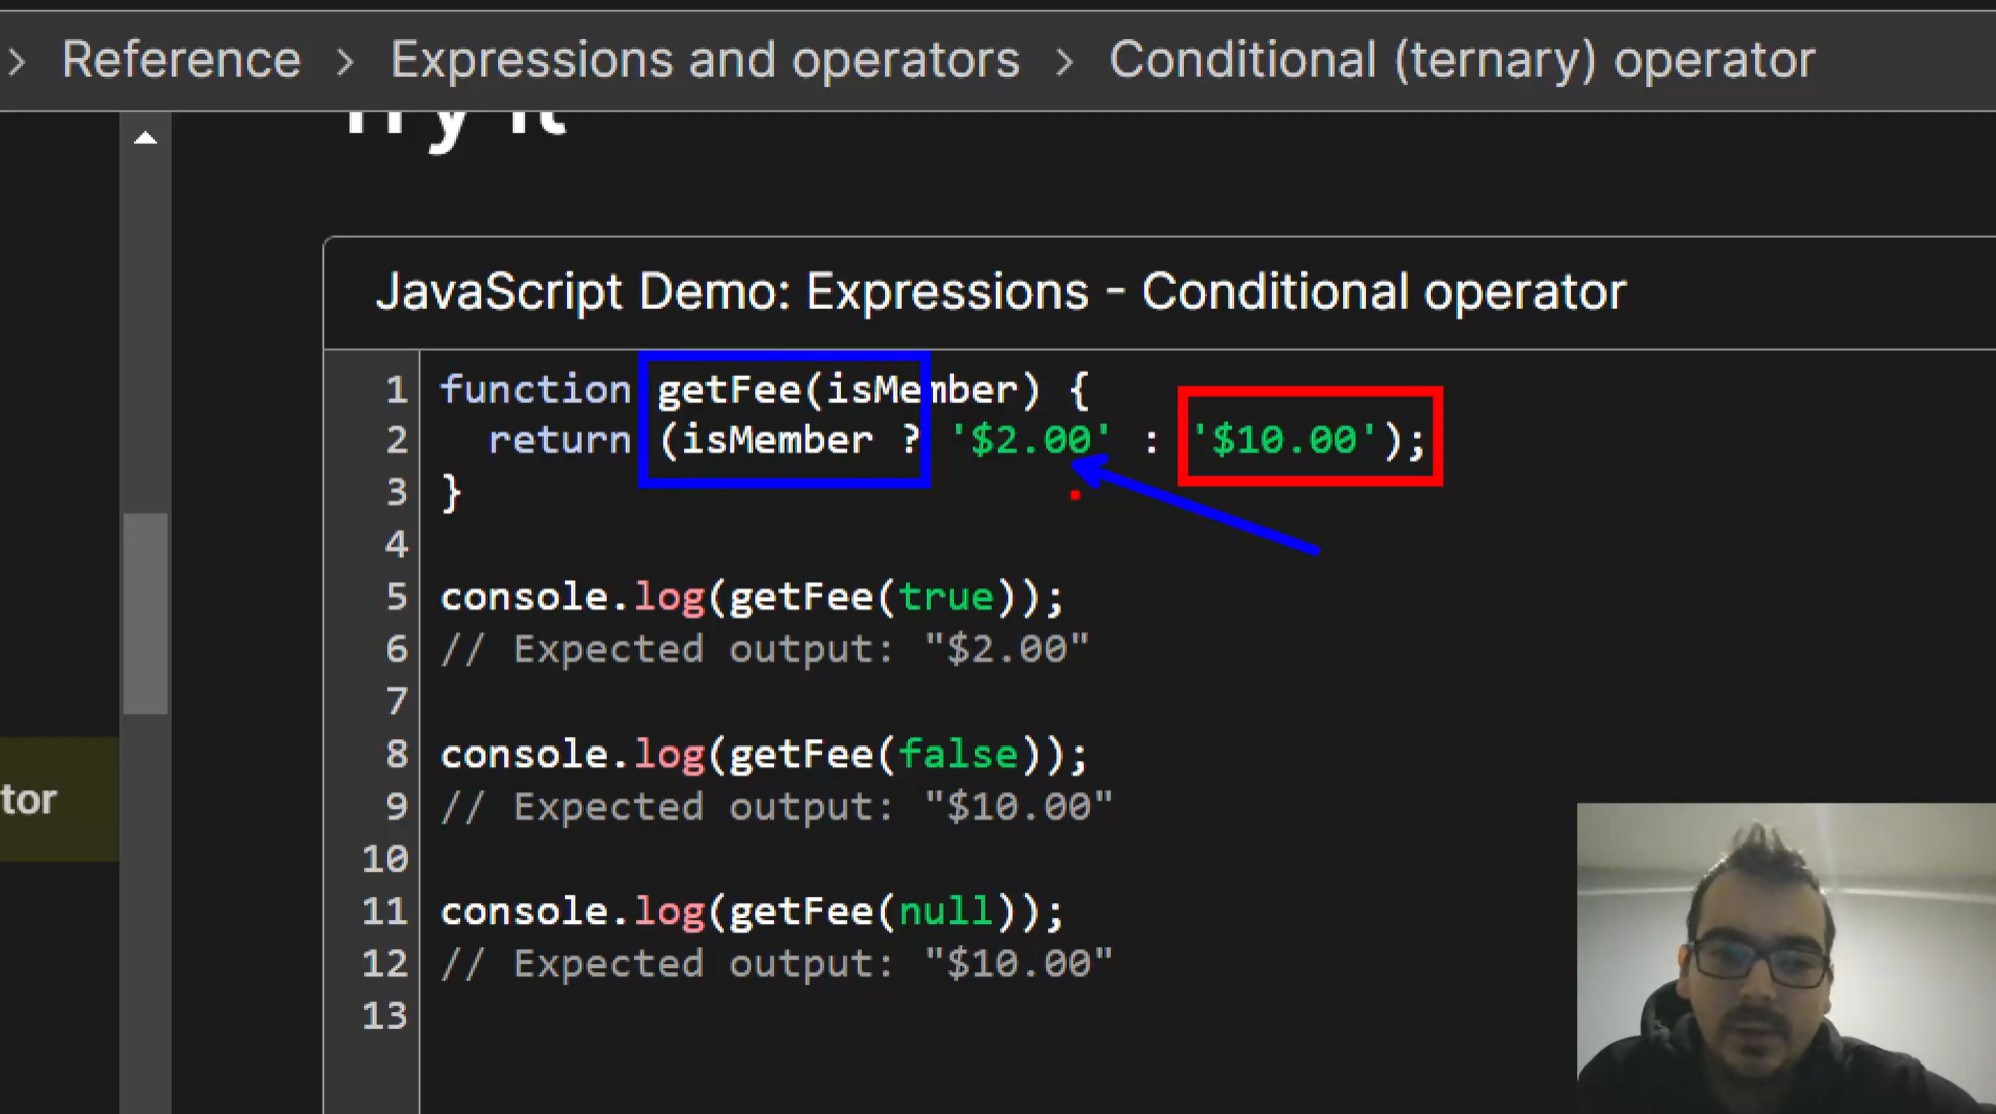 > Reference > Expressions and operators > Conditional (ternary) operator
Try it
JavaScript Demo: Expressions - Conditional operator
1 function getFee(isMember) {
2 return (isMember ? '$2.00' : '$10.00');
3 }
4
5 console.log(getFee(true));
6 // Expected output: "$2.00"
7
8 console.log(getFee(false));
9 // Expected output: "$10.00"
10
11 console.log(getFee(null));
12 // Expected output: "$10.00"
13
tor